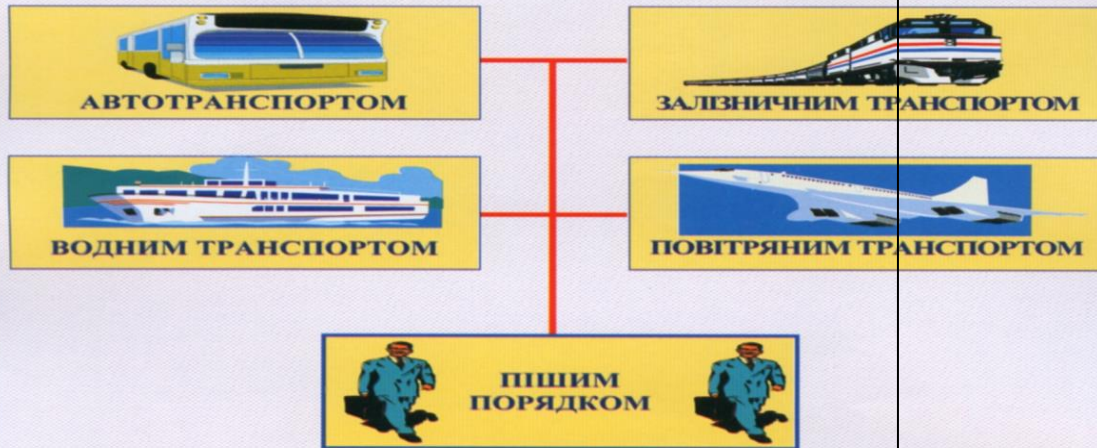 АВТОТРАНСПОРТОМ
ЗАЛІЗНИЧНИМ ТРАНСПОРТОМ
ВОДНИМ ТРАНСПОРТОМ
ПОВІТРЯНИМ ТРАНСПОРТОМ
ПІШИМ
ПОРЯДКОМ